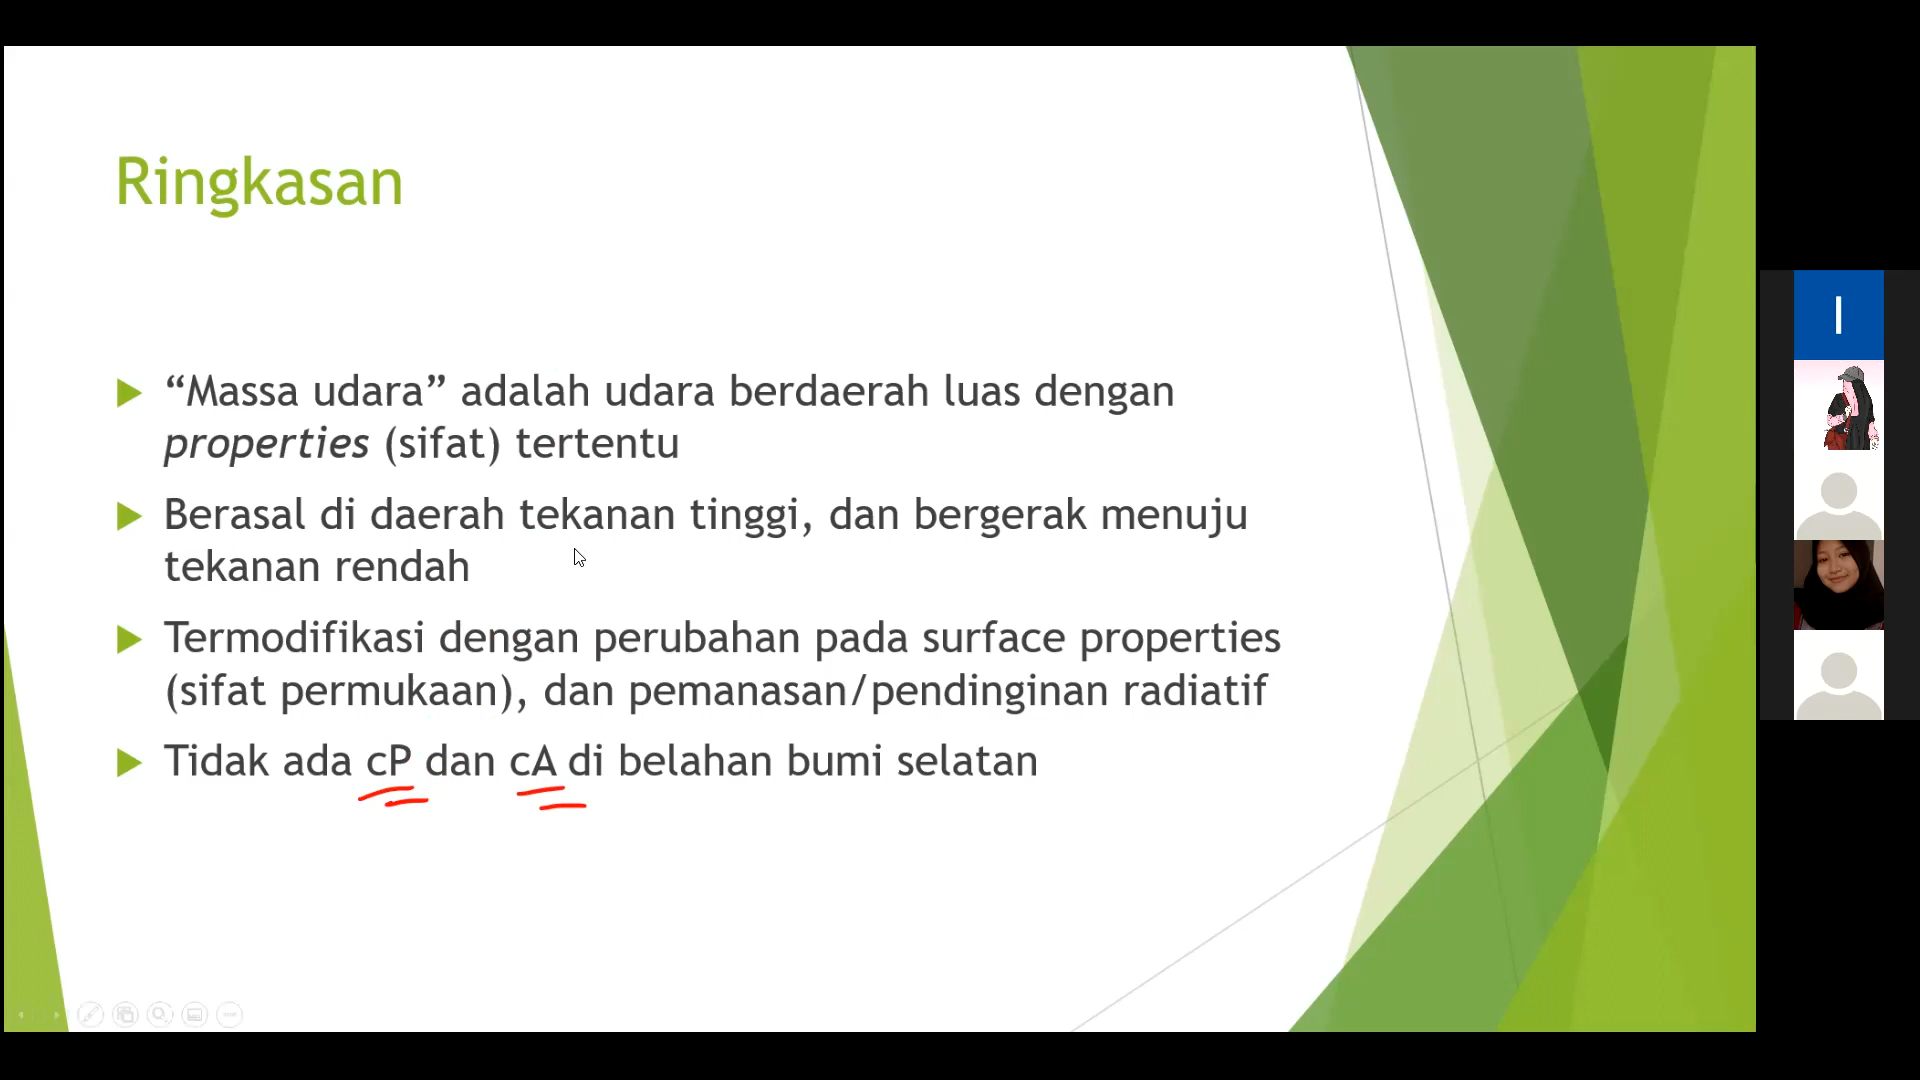 Ringkasan
“Massa udara” adalah udara berdaerah luas dengan
properties (sifat) tertentu
Berasal di daerah tekanan tinggi, dan bergerak menuju
tekanan rendah
Termodifikasi dengan perubahan pada surface properties
(sifat permukaan), dan pemanasan/pendinginan radiatif
Tidak ada cP dan cA di belahan bumi selatan
I